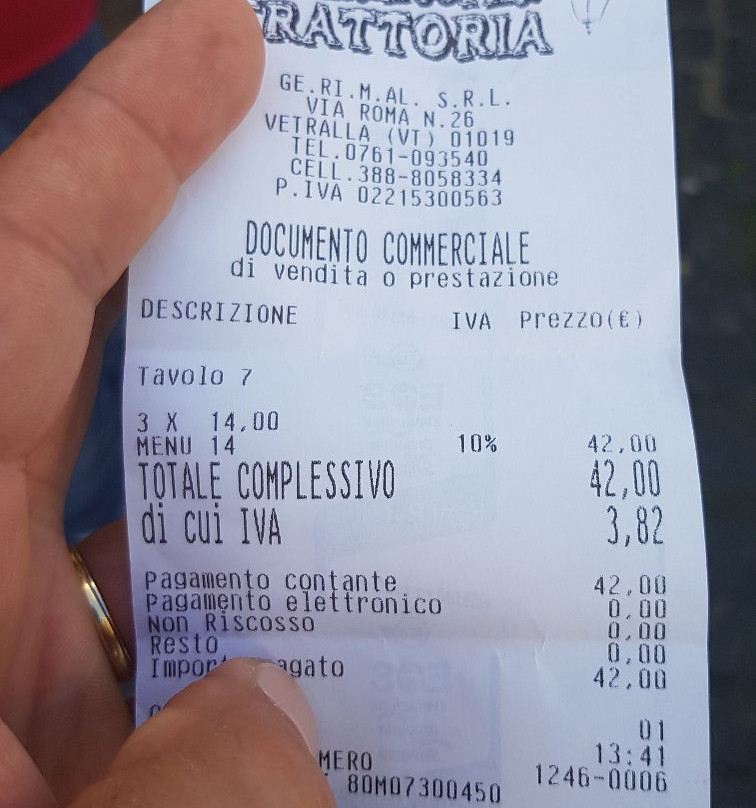 TRATTORIA
GE.RI.M.AL. S.R.L.
VIA ROMA N.26
VETRALLA (VT) 01019
TEL.0761-093540
CELL.388-8058334
P.IVA 02215300563
DOCUMENTO COMMERCIALE
di vendita o prestazione
DESCRIZIONE IVA Prezzo(€)
Tavolo 7
3 X 14,00
MENU 14 10% 42,00
TOTALE COMPLESSIVO 42,00
di cui IVA 3,82
Pagamento contante 42,00
Pagamento elettronico 0,00
Non Riscosso 0,00
Resto 0,00
42,00
01
13:41
1246-0006
80M07300450